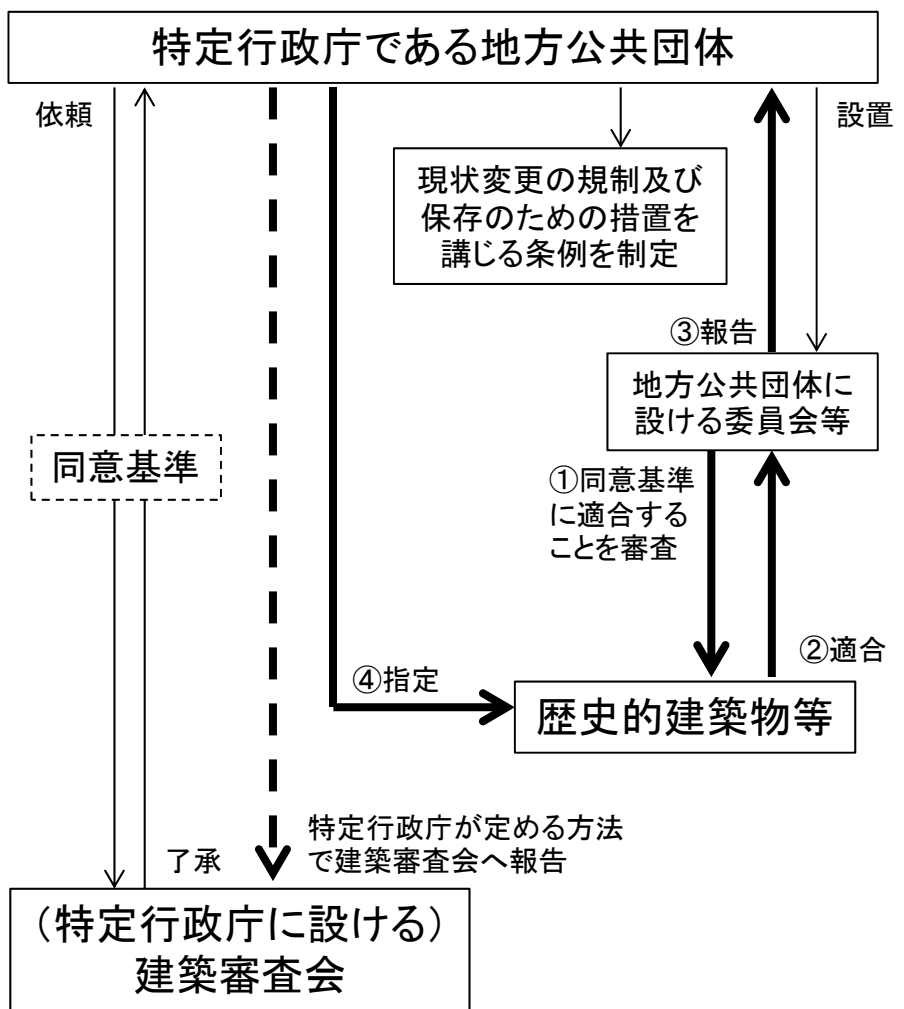 特定行政庁である地方公共団体
依頼
設置
現状変更の規制及び
保存のための措置を
講じる条例を制定
③報告
地方公共団体に
設ける委員会等
同意基準
①同意基準
に適合する
ことを審査
②適合
④指定
歴史的建築物等
特定行政庁が定める方法
で建築審査会へ報告
了承
（特定行政庁に設ける）
建築審査会